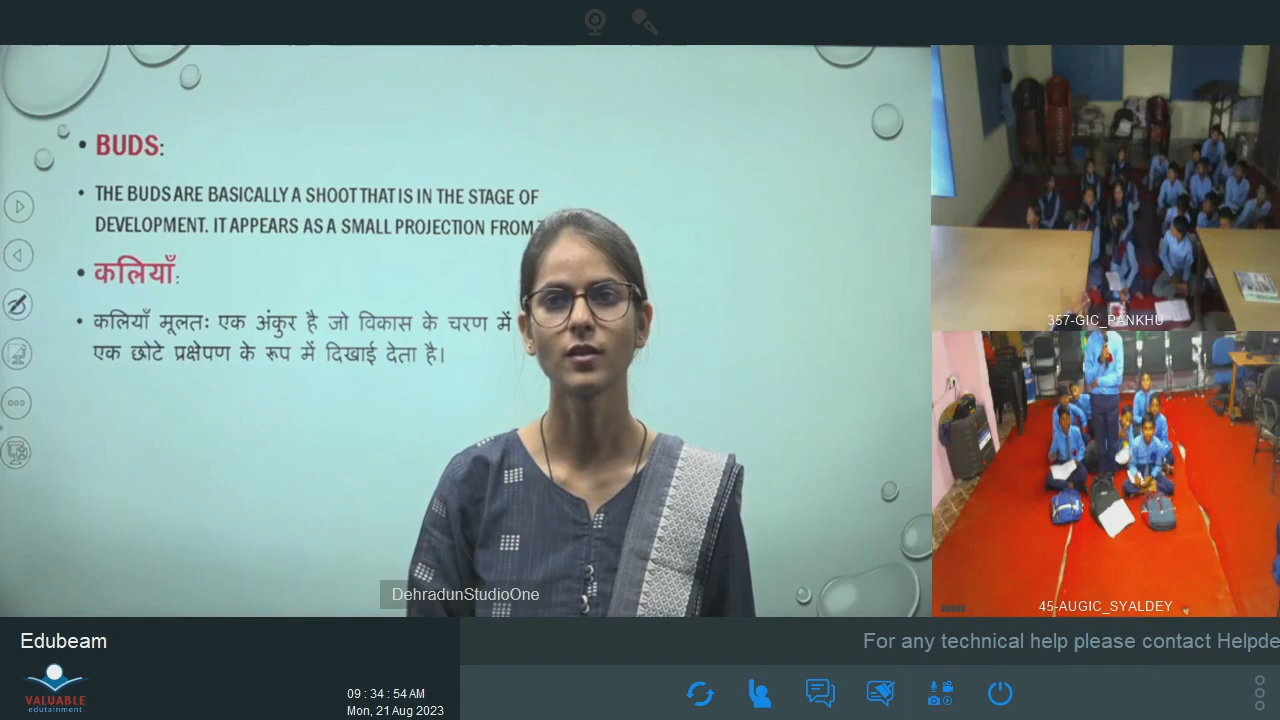 BUDS:
THE BUDS ARE BASICALLY A SHOOT THAT IS IN THE STAGE OF
DEVELOPMENT. IT APPEARS AS A SMALL PROJECTION FROM
कलियाँ:
कलियाँ मूलतः एक अंकुर है जो विकास के चरण में
एक छोटे प्रक्षेपण के रूप में दिखाई देता है।
DehradunStudioOne
357-GIC_PANKHU
45-AUGIC_SYALDEY
Edubeam
For any technical help please contact Helpde
VALUABLE
edutainment
09 : 34 : 54 AM
Mon, 21 Aug 2023